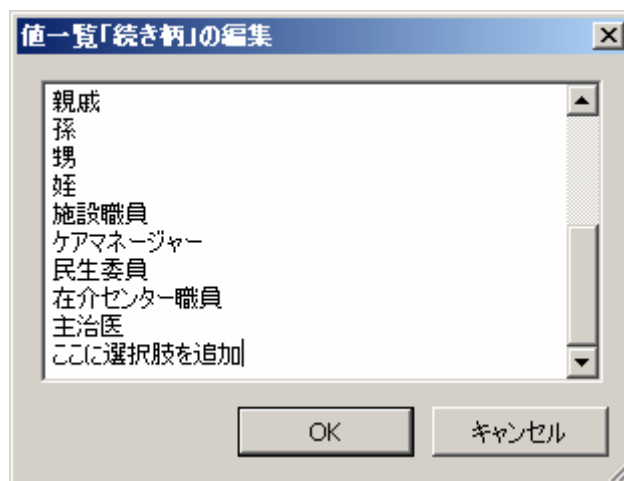 値一覧「続き柄」の編集
親戚
孫
甥
姪
施設職員
ケアマネージャー
民生委員
在介センター職員
主治医
ここに選択肢を追加
OK
キャンセル